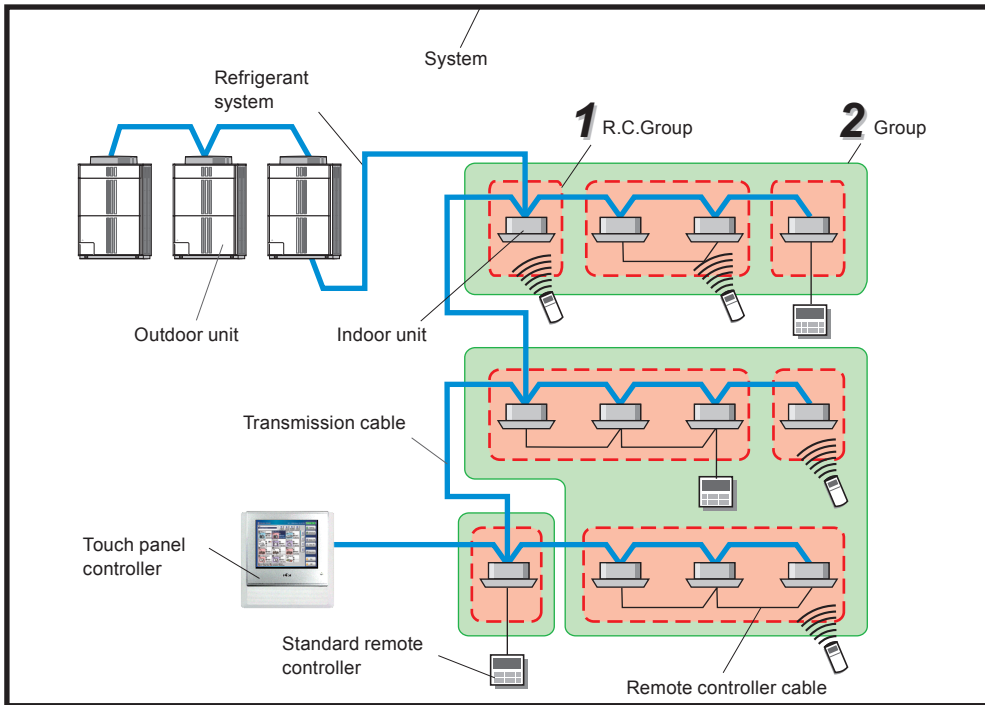 System
Refrigerant
system
1 R.C.Group
2 Group
Outdoor unit
Indoor unit
Transmission cable
Touch panel
controller
Standard remote
controller
Remote controller cable